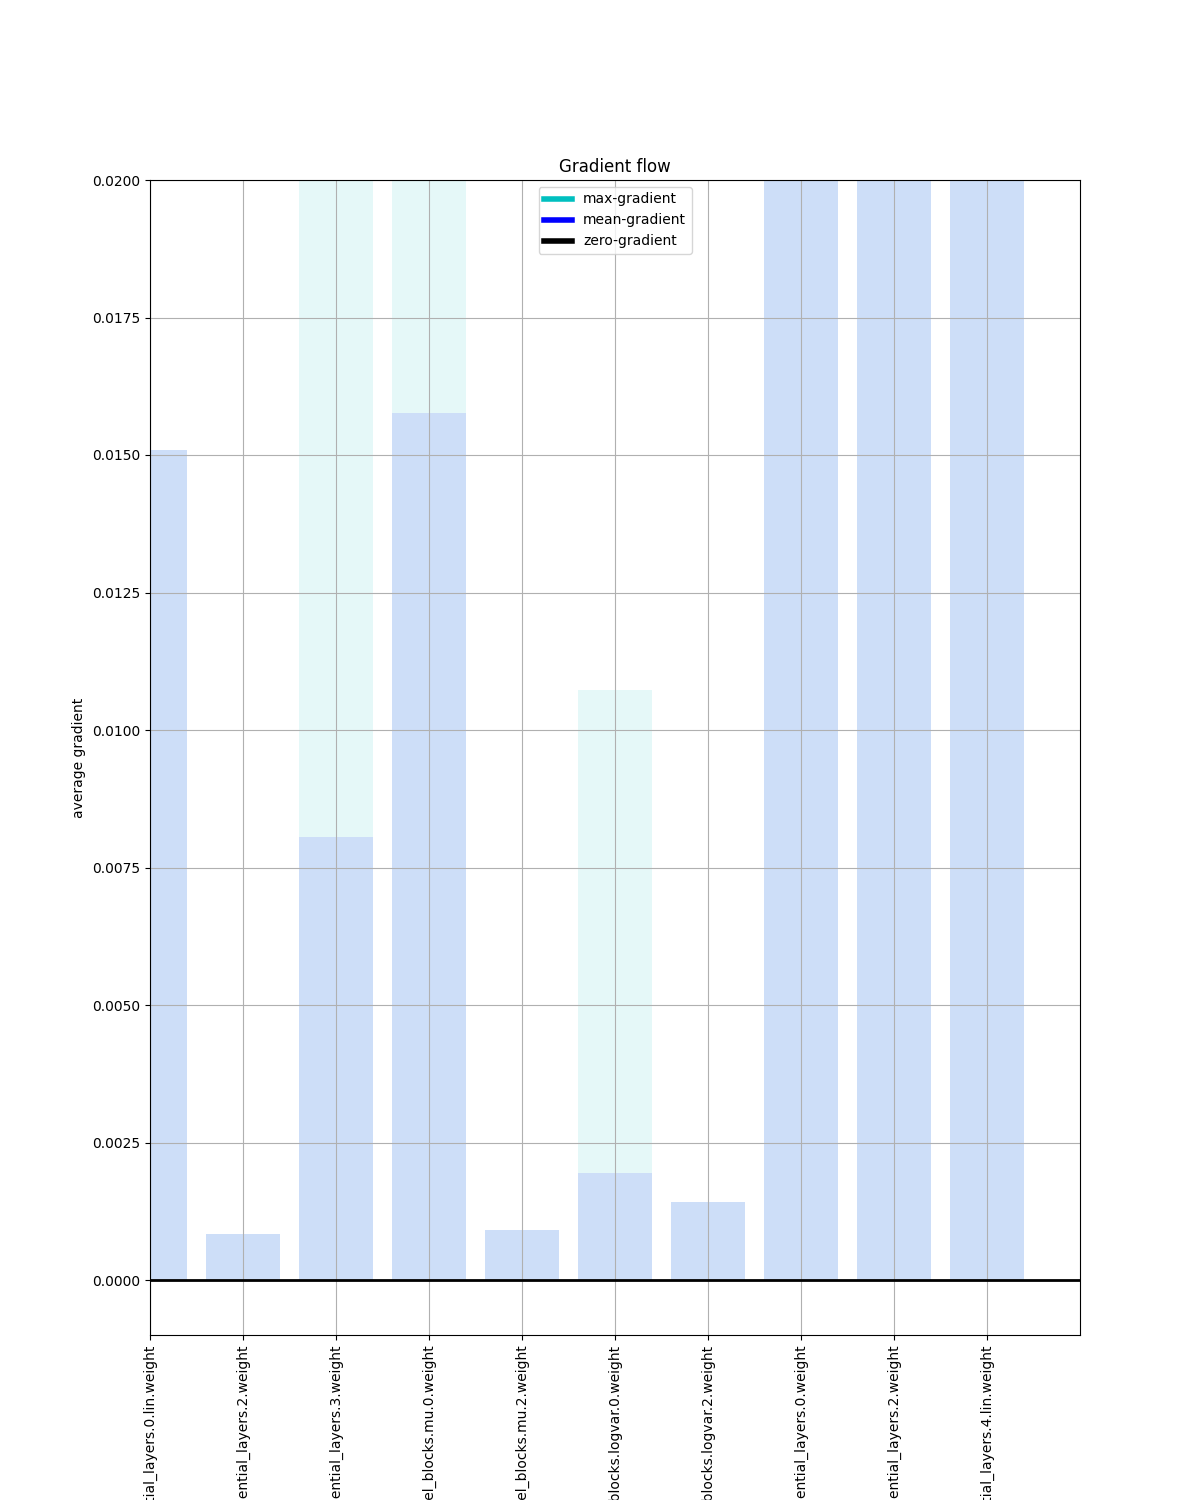 Gradient flow
max-gradient
mean-gradient
zero-gradient
0.0200
0.0175
0.0150
0.0125
0.0100
0.0075
0.0050
0.0025
0.0000
average gradient
tial_layers.0.lin.weight
ential_layers.2.weight
ential_layers.3.weight
el_blocks.mu.0.weight
el_blocks.mu.2.weight
blocks.logvar.0.weight
blocks.logvar.2.weight
ential_layers.0.weight
ential_layers.2.weight
tial_layers.4.lin.weight